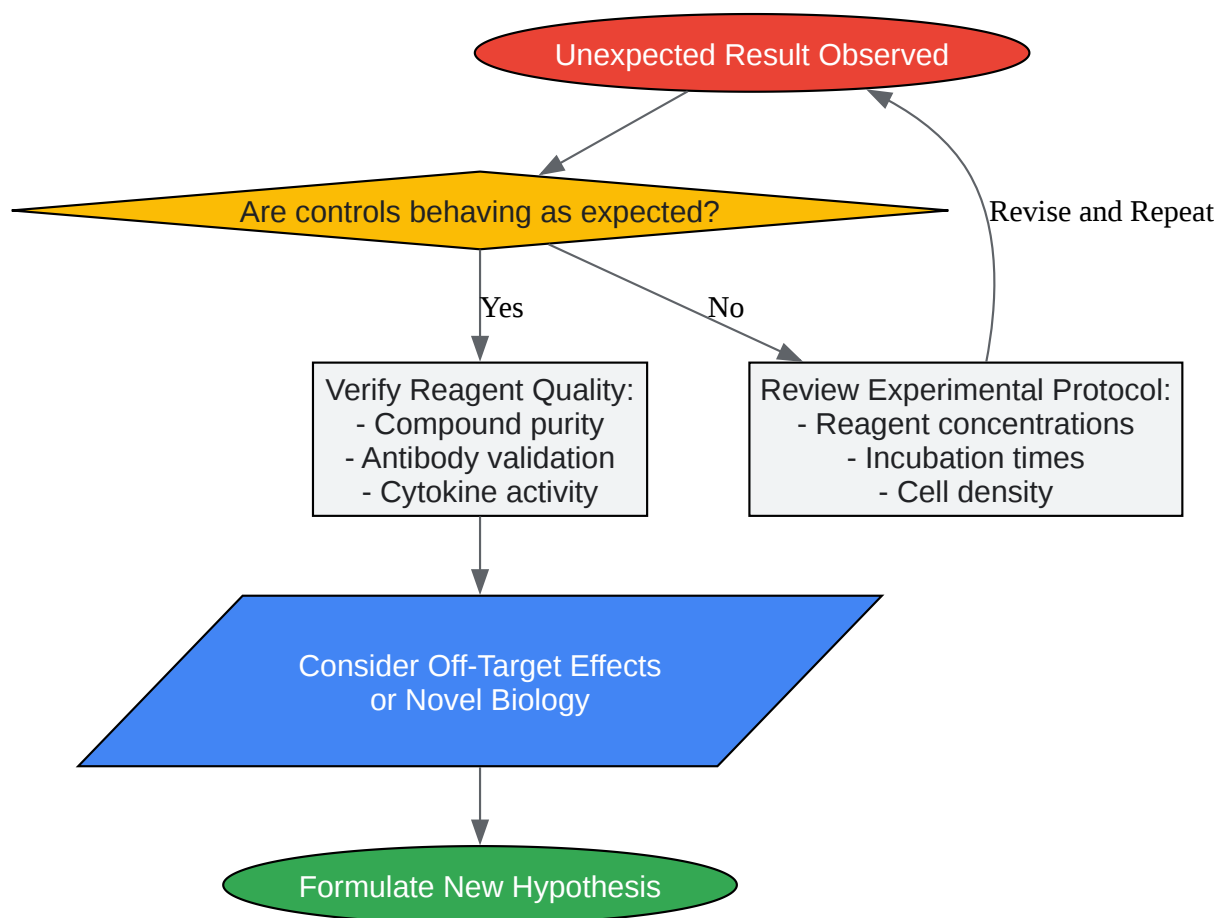 Unexpected Result Observed
Are controls behaving as expected?
Revise and Repeat
Yes
No
Verify Reagent Quality:
- Compound purity
- Antibody validation
- Cytokine activity
Review Experimental Protocol:
- Reagent concentrations
- Incubation times
- Cell density
Consider Off-Target Effects
or Novel Biology
Formulate New Hypothesis